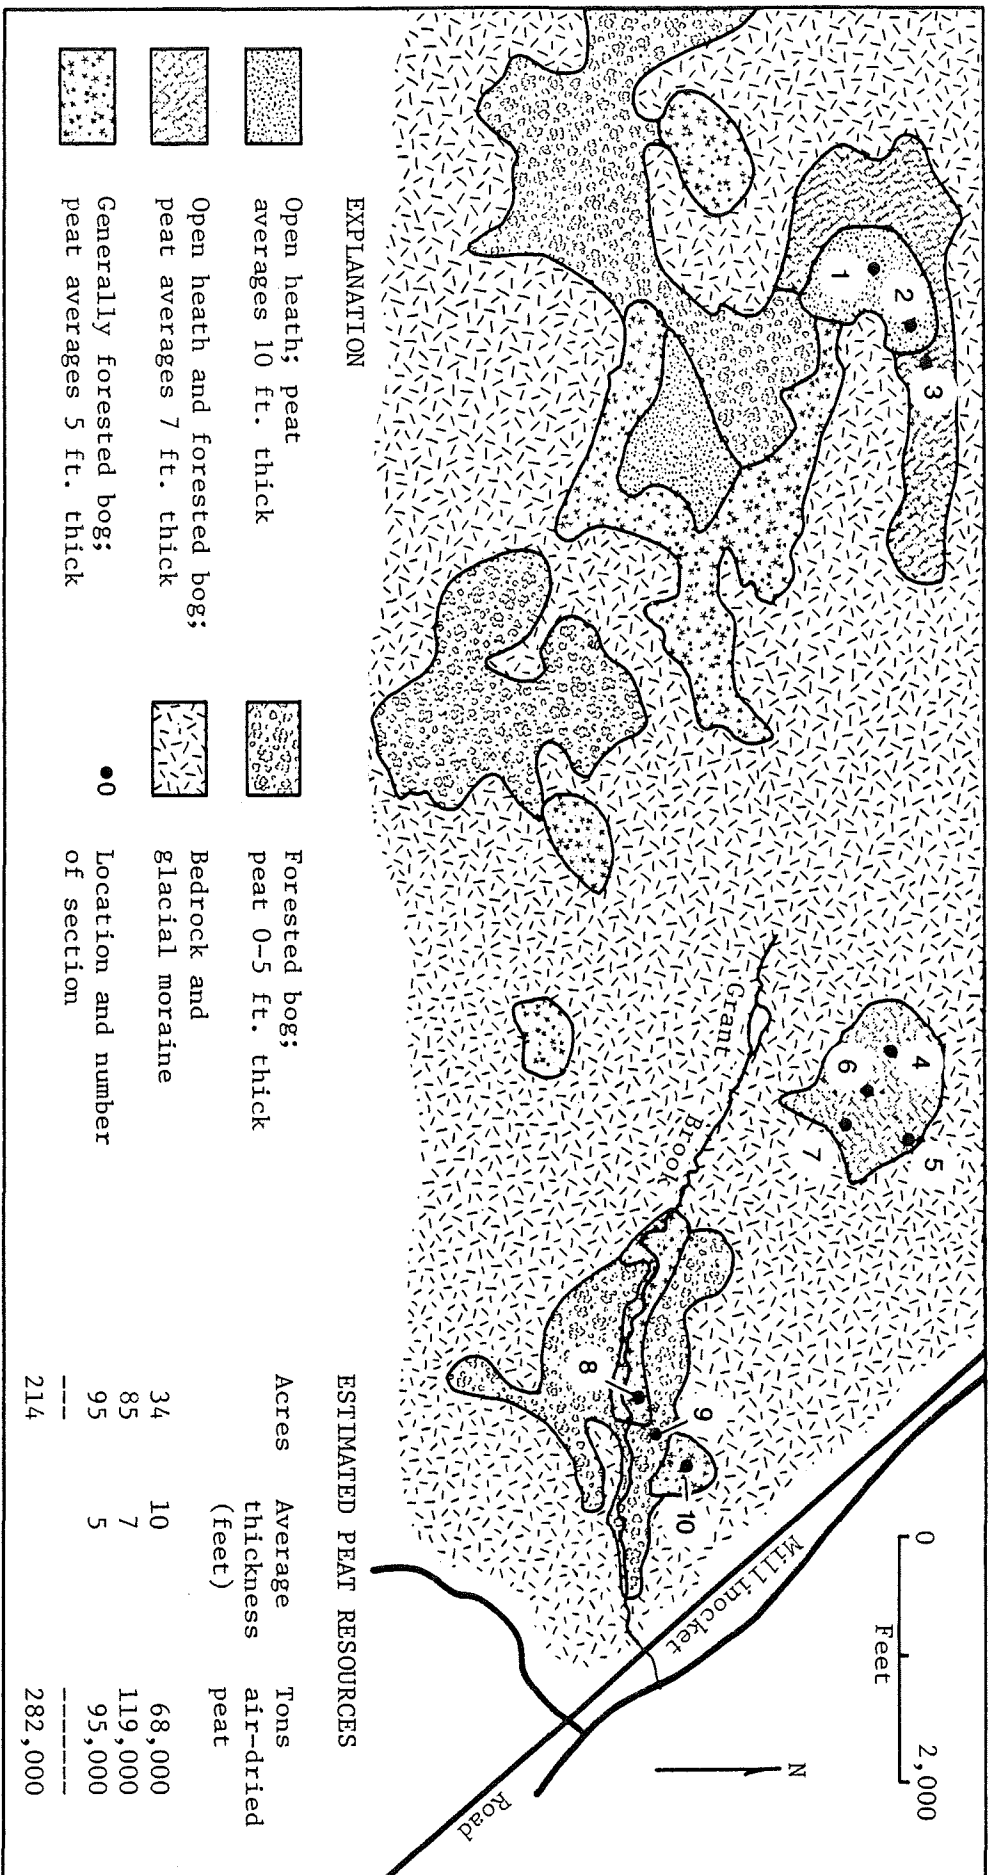 1
2
3
4
5
6
7
8
9
10
Grant Brook
Millinocket Road
0 2,000
Feet
N
EXPLANATION
Open heath; peat
averages 10 ft. thick
Open heath and forested bog;
peat averages 7 ft. thick
Generally forested bog;
peat averages 5 ft. thick
Forested bog;
peat 0-5 ft. thick
Bedrock and
glacial moraine
0
Location and number
of section
ESTIMATED PEAT RESOURCES
Acres Average Tons
thickness air-dried
(feet) peat
34 10 68,000
85 7 119,000
95 5 95,000
--- -------
214 282,000